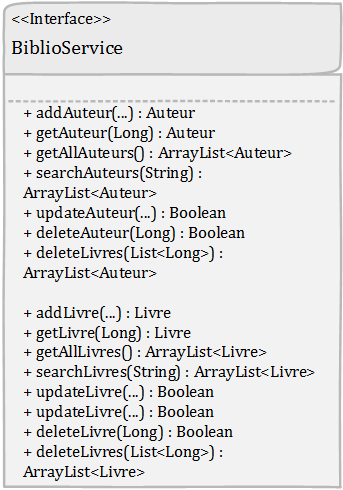 <<Interface>>
BiblioService
+ addAuteur(...) : Auteur
+ getAuteur(Long) : Auteur
+ getAllAuteurs() : ArrayList<Auteur>
+ searchAuteurs(String) :
ArrayList<Auteur>
+ updateAuteur(...) : Boolean
+ deleteAuteur(Long) : Boolean
+ deleteLivres(List<Long>) :
ArrayList<Auteur>
+ addLivre(...) : Livre
+ getLivre(Long) : Livre
+ getAllLivres() : ArrayList<Livre>
+ searchLivres(String) : ArrayList<Livre>
+ updateLivre(...) : Boolean
+ updateLivre(...) : Boolean
+ deleteLivre(Long) : Boolean
+ deleteLivres(List<Long>) :
ArrayList<Livre>